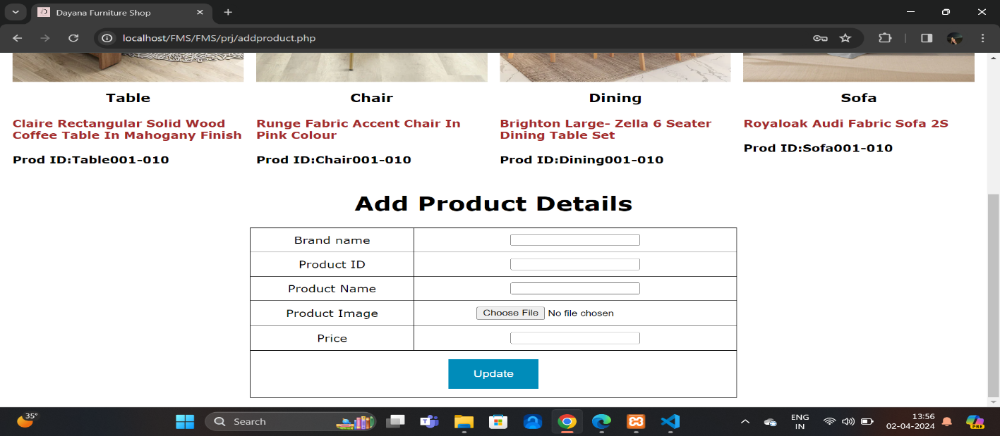 Dayana Furniture Shop
localhost/FMS/FMS/prj/addproduct.php
Table
Claire Rectangular Solid Wood
Coffee Table In Mahogany Finish
Prod ID:Table001-010
Chair
Runge Fabric Accent Chair In
Pink Colour
Prod ID:Chair001-010
Dining
Brighton Large- Zella 6 Seater
Dining Table Set
Prod ID:Dining001-010
Sofa
Royaloak Audi Fabric Sofa 2S
Prod ID:Sofa001-010
Add Product Details
Brand name
Product ID
Product Name
Product Image Choose File No file chosen
Price
Update
35°
Search
ENG
IN
13:56
02-04-2024
PRE